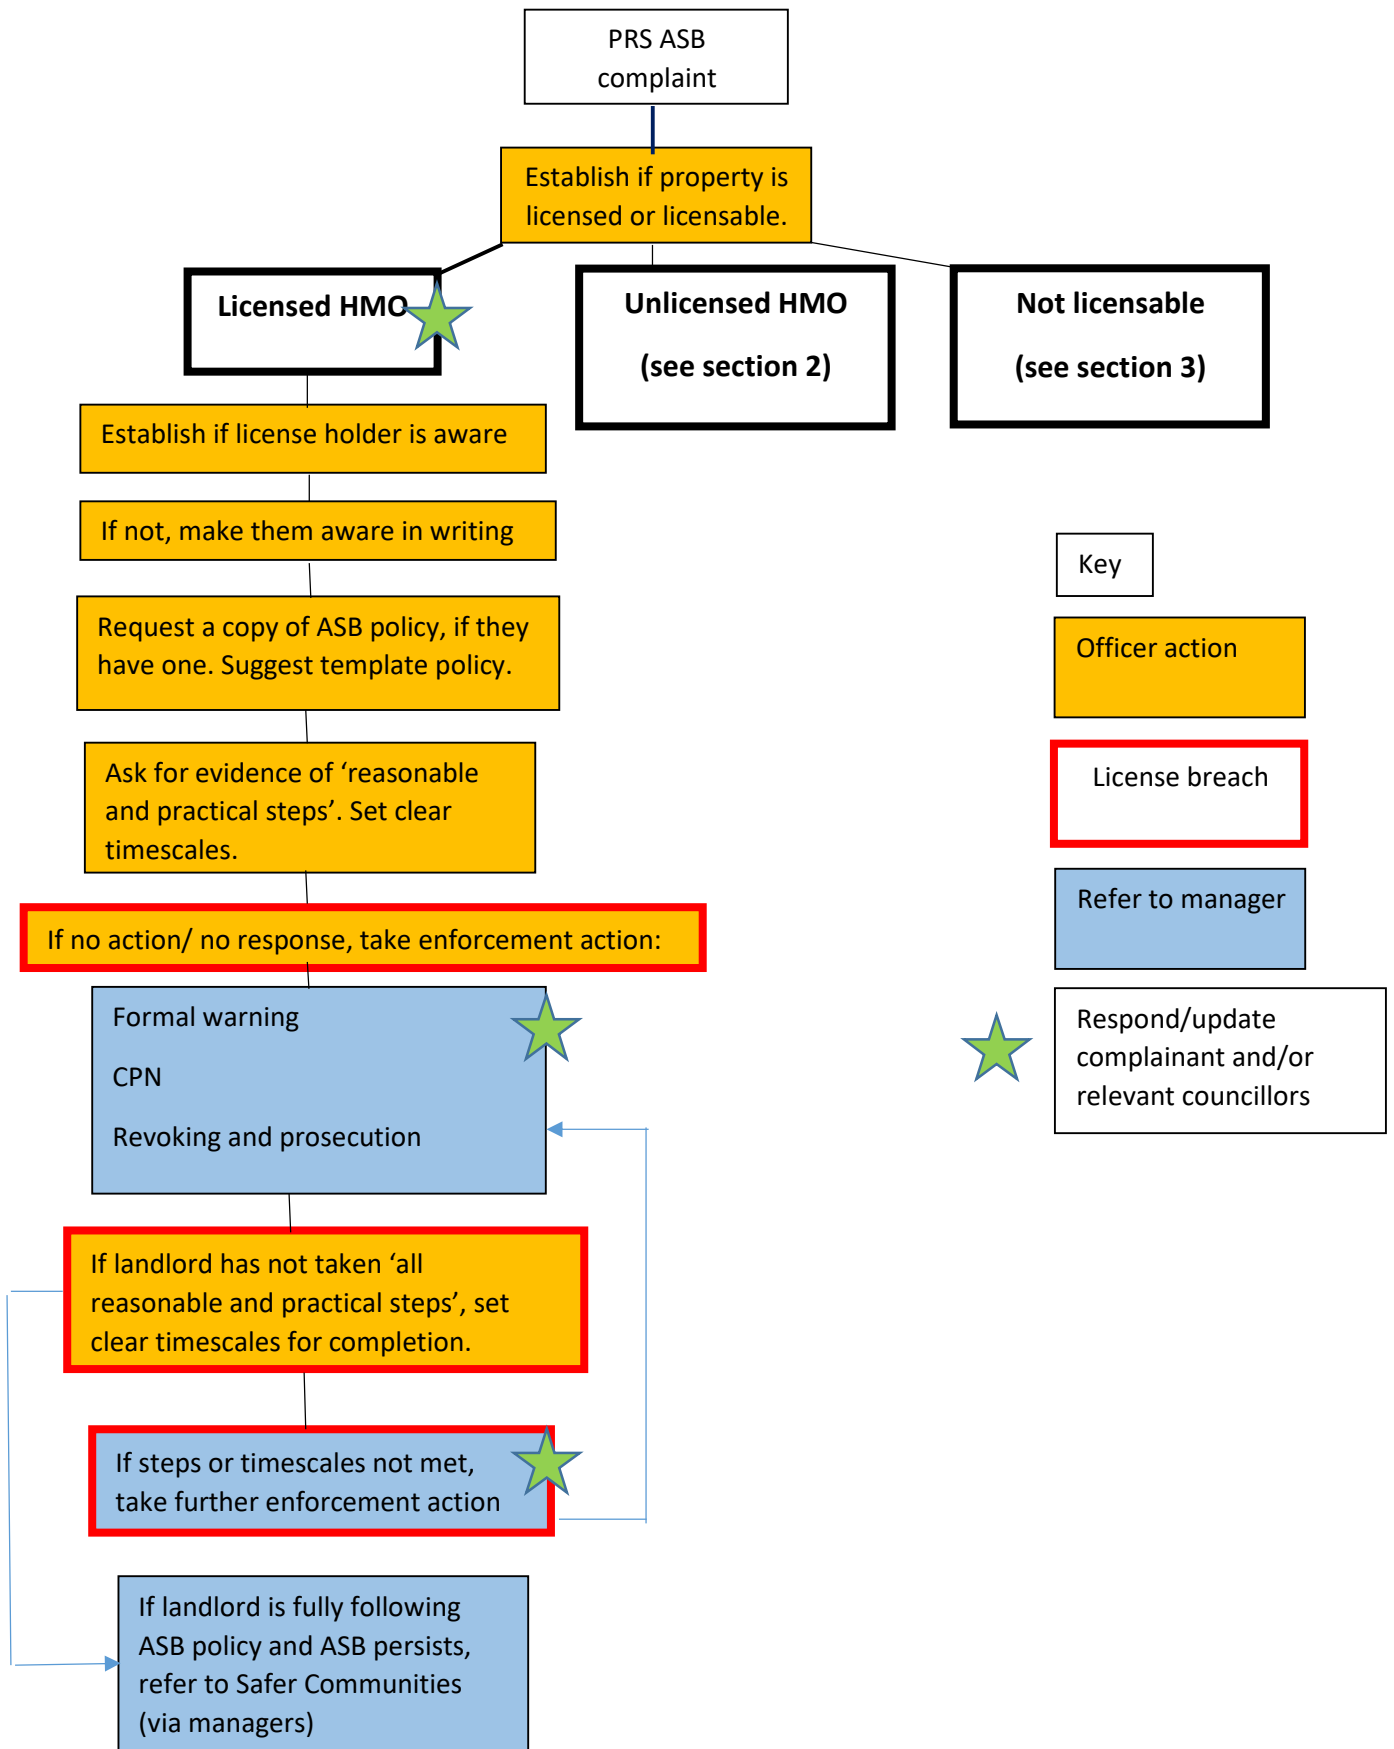 PRS ASB
complaint
Establish if property is
licensed or licensable.
Licensed HMO
Unlicensed HMO
(see section 2)
Not licensable
(see section 3)
Establish if license holder is aware
If not, make them aware in writing
Request a copy of ASB policy, if they
have one. Suggest template policy.
Ask for evidence of ‘reasonable
and practical steps’. Set clear
timescales.
If no action/ no response, take enforcement action:
Formal warning
CPN
Revoking and prosecution
If landlord has not taken ‘all
reasonable and practical steps’, set
clear timescales for completion.
If steps or timescales not met,
take further enforcement action
If landlord is fully following
ASB policy and ASB persists,
refer to Safer Communities
(via managers)
Key
Officer action
License breach
Refer to manager
Respond/update
complainant and/or
relevant councillors